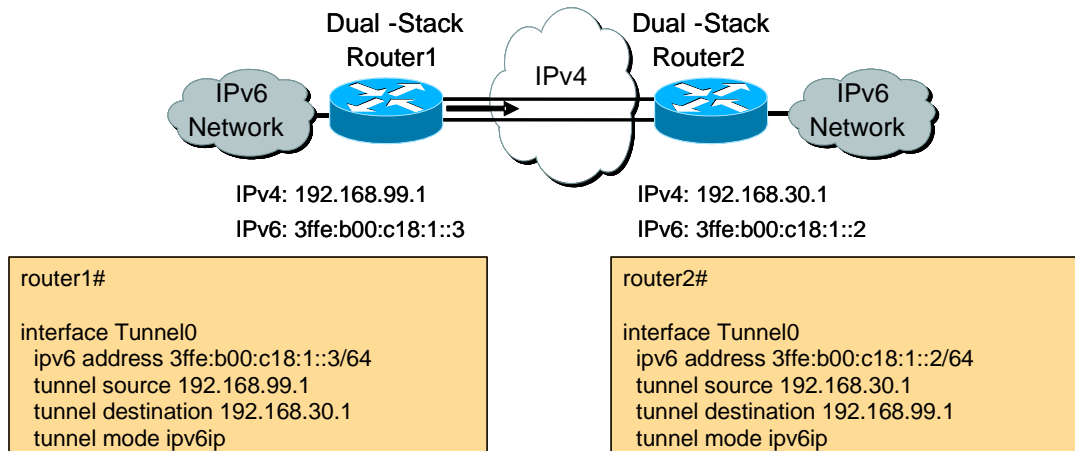 Dual -Stack
Router1
Dual -Stack
Router2
IPv4
IPv6
Network
IPv6
Network
IPv4: 192.168.99.1
IPv6: 3ffe:b00:c18:1::3
IPv4: 192.168.30.1
IPv6: 3ffe:b00:c18:1::2
router1#
interface Tunnel0
ipv6 address 3ffe:b00:c18:1::3/64
tunnel source 192.168.99.1
tunnel destination 192.168.30.1
tunnel mode ipv6ip
router2#
interface Tunnel0
ipv6 address 3ffe:b00:c18:1::2/64
tunnel source 192.168.30.1
tunnel destination 192.168.99.1
tunnel mode ipv6ip